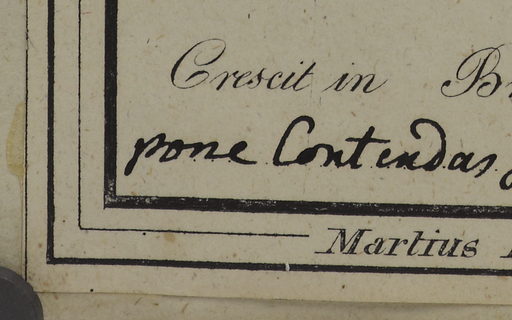 Crescit in
pone Contendas
Martius